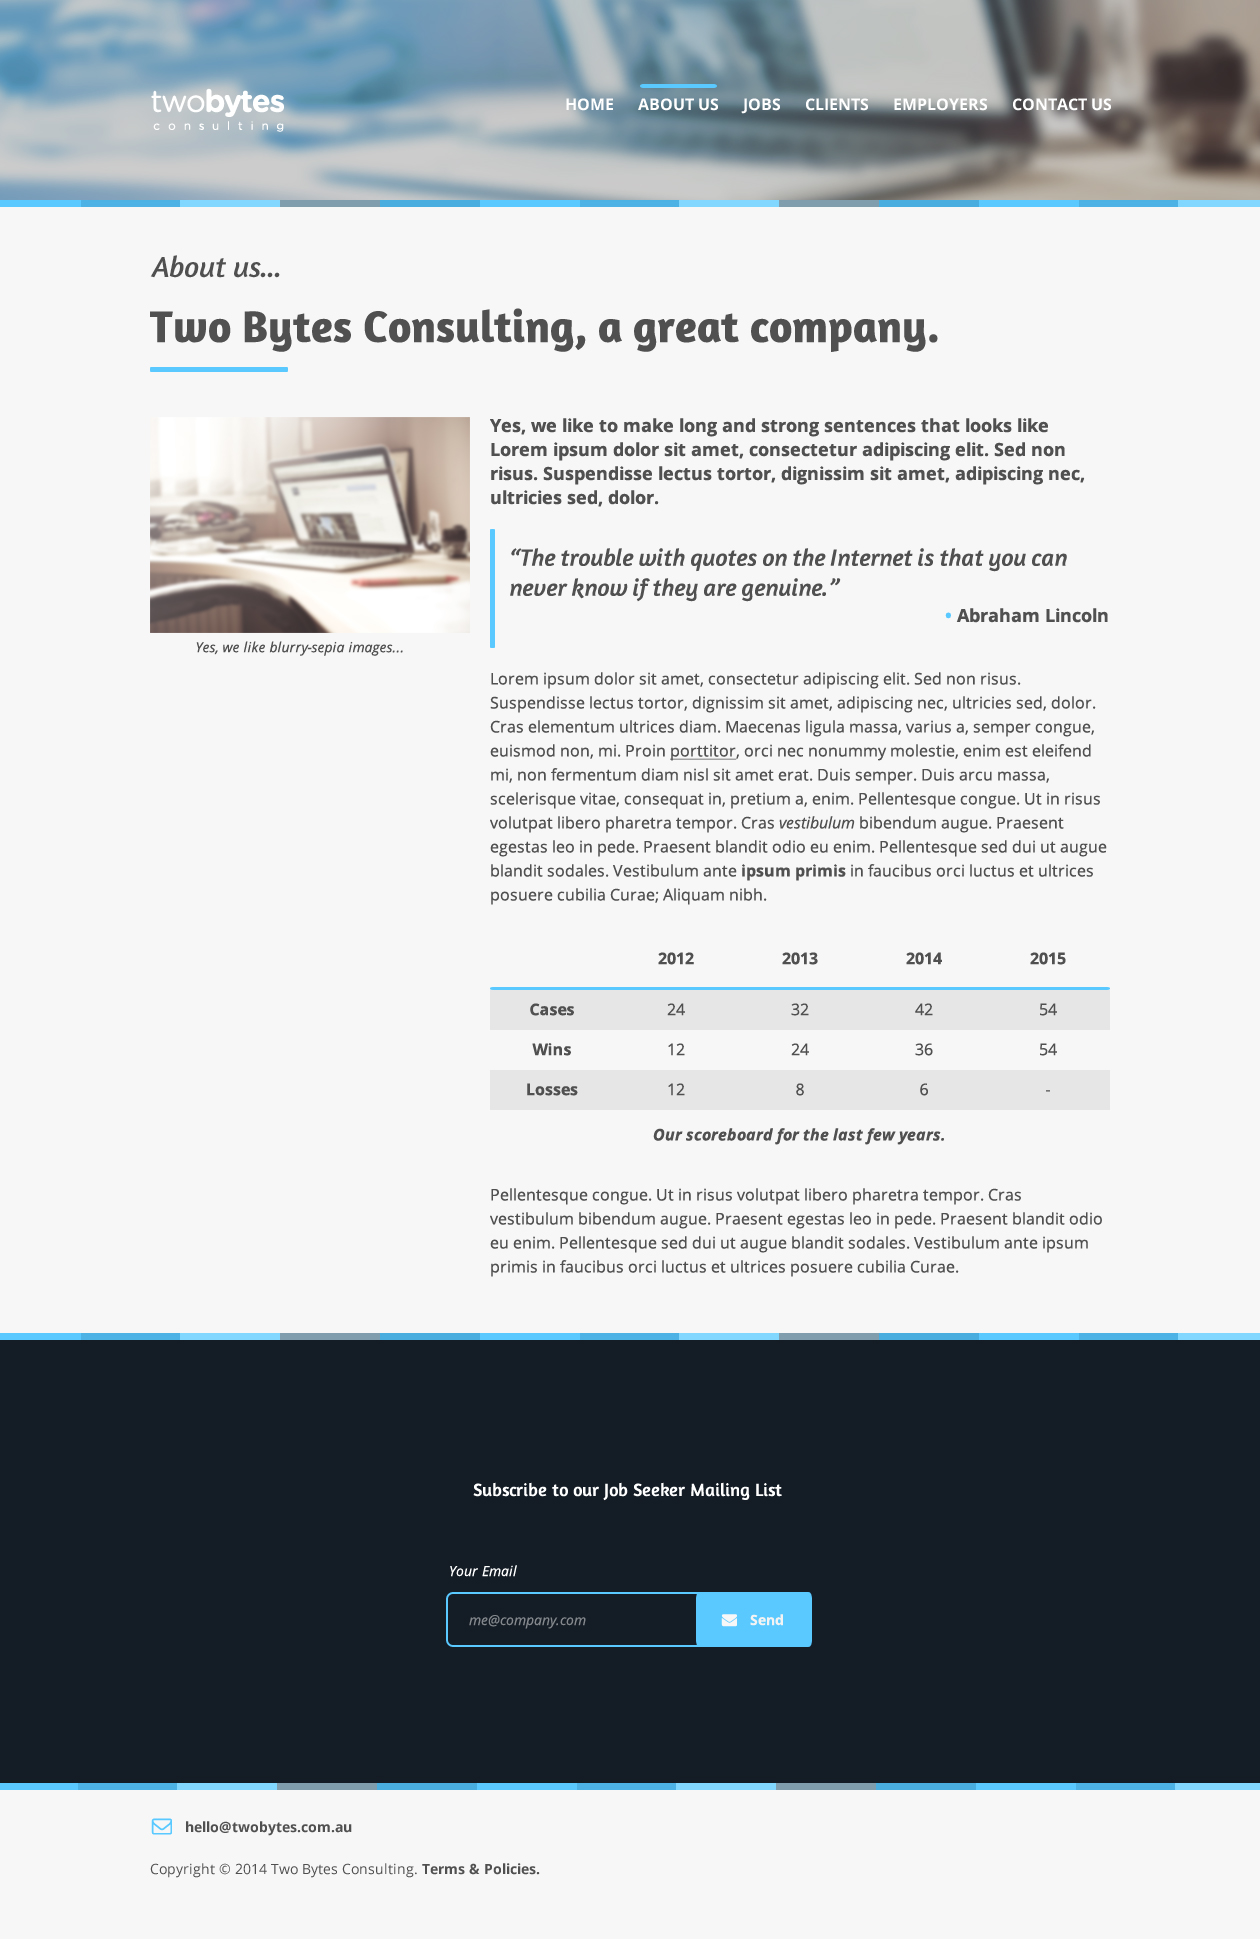 twobytes
consulting
HOME ABOUT US JOBS CLIENTS EMPLOYERS CONTACT US
About us...
Two Bytes Consulting, a great company.
Yes, we like blurry-sepia images...
Yes, we like to make long and strong sentences that looks like
Lorem ipsum dolor sit amet, consectetur adipiscing elit. Sed non
risus. Suspendisse lectus tortor, dignissim sit amet, adipiscing nec,
ultricies sed, dolor.
“The trouble with quotes on the Internet is that you can
never know if they are genuine.”
• Abraham Lincoln
Lorem ipsum dolor sit amet, consectetur adipiscing elit. Sed non risus.
Suspendisse lectus tortor, dignissim sit amet, adipiscing nec, ultricies sed, dolor.
Cras elementum ultrices diam. Maecenas ligula massa, varius a, semper congue,
euismod non, mi. Proin porttitor, orci nec nonummy molestie, enim est eleifend
mi, non fermentum diam nisl sit amet erat. Duis semper. Duis arcu massa,
scelerisque vitae, consequat in, pretium a, enim. Pellentesque congue. Ut in risus
volutpat libero pharetra tempor. Cras vestibulum bibendum augue. Praesent
egestas leo in pede. Praesent blandit odio eu enim. Pellentesque sed dui ut augue
blandit sodales. Vestibulum ante ipsum primis in faucibus orci luctus et ultrices
posuere cubilia Curae; Aliquam nibh.
2012 2013 2014 2015
Cases 24 32 42 54
Wins 12 24 36 54
Losses 12 8 6 -
Our scoreboard for the last few years.
Pellentesque congue. Ut in risus volutpat libero pharetra tempor. Cras
vestibulum bibendum augue. Praesent egestas leo in pede. Praesent blandit odio
eu enim. Pellentesque sed dui ut augue blandit sodales. Vestibulum ante ipsum
primis in faucibus orci luctus et ultrices posuere cubilia Curae.
Subscribe to our Job Seeker Mailing List
Your Email
me@company.com Send
hello@twobytes.com.au
Copyright © 2014 Two Bytes Consulting. Terms & Policies.